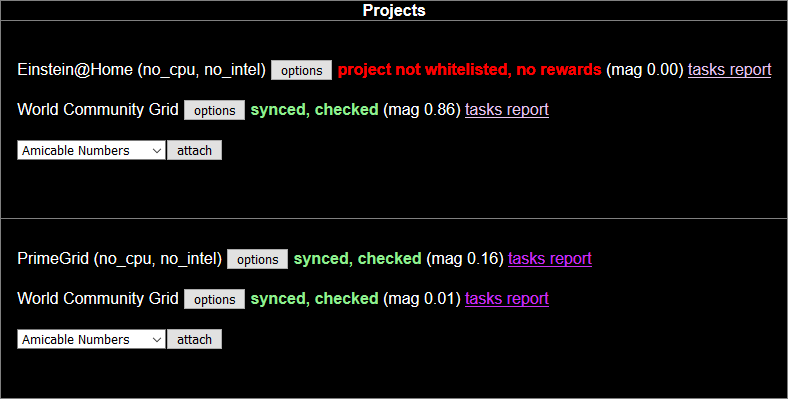 Projects
Einstein@Home (no_cpu, no_intel) options project not whitelisted, no rewards (mag 0.00) tasks report
World Community Grid options synced, checked (mag 0.86) tasks report
Amicable Numbers attach
PrimeGrid (no_cpu, no_intel) options synced, checked (mag 0.16) tasks report
World Community Grid options synced, checked (mag 0.01) tasks report
Amicable Numbers attach